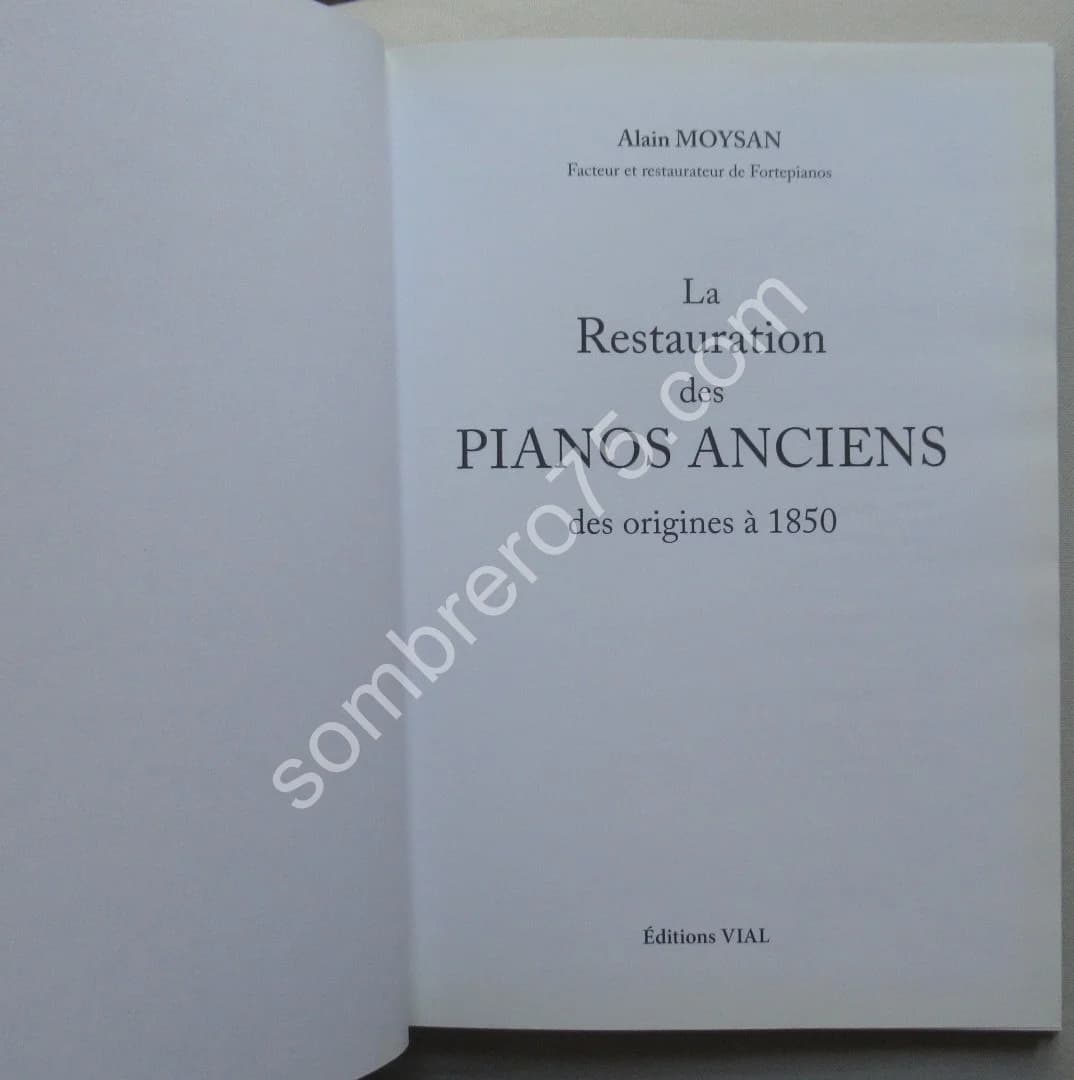 Alain MOYSAN
Facteur et restaurateur de Fortepianos
La
Restauration
des
PIANOS ANCIENS
des origines à 1850
sombrero75.com
Éditions VIAL